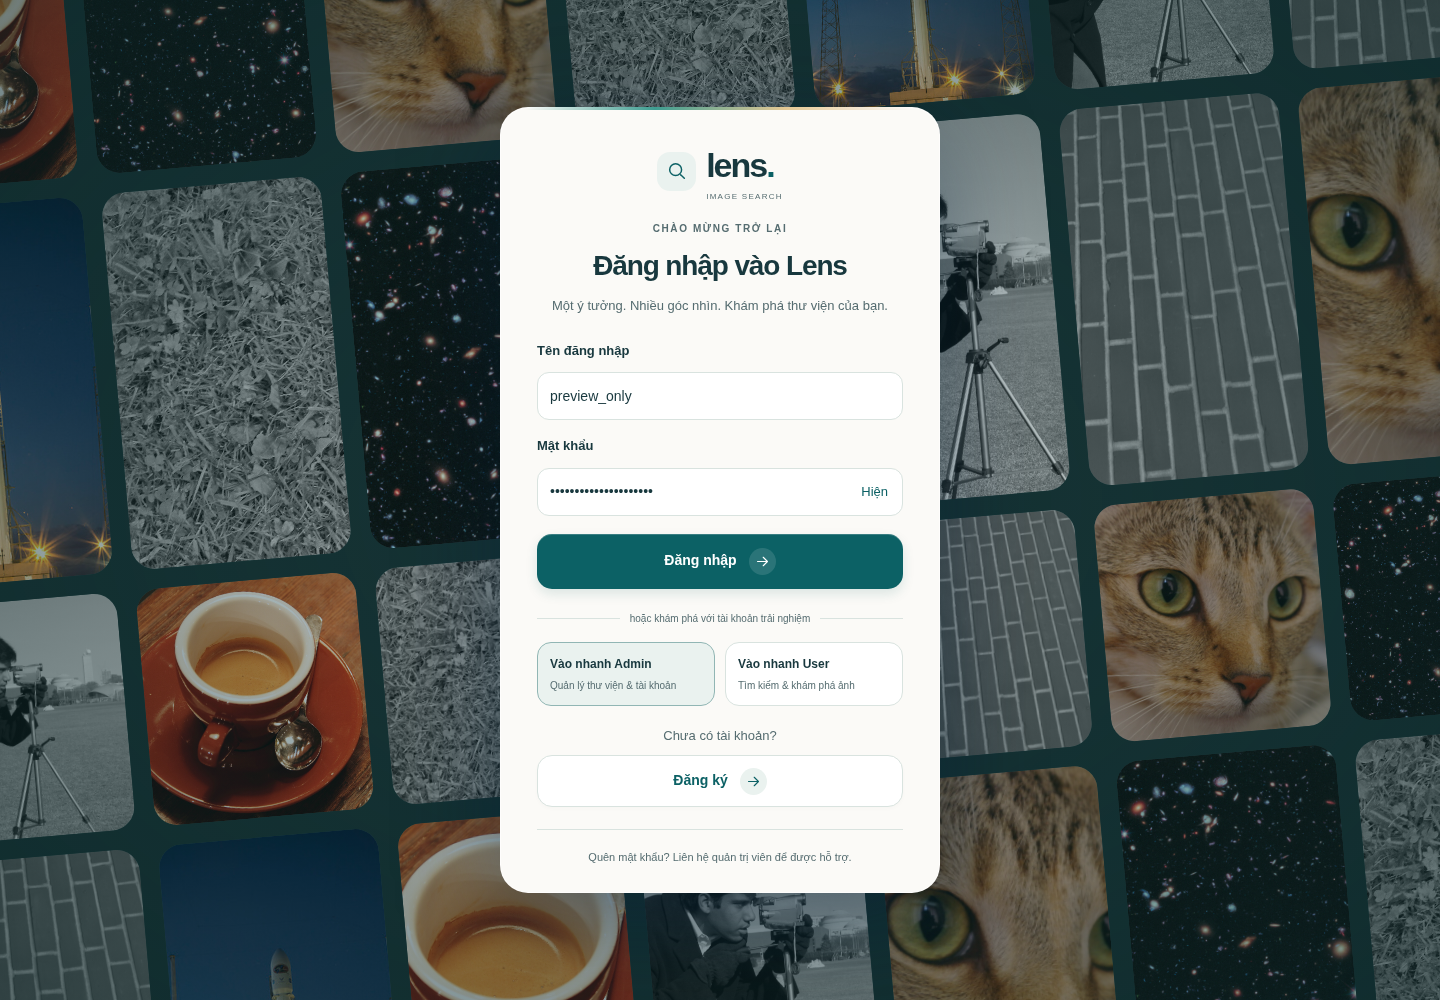 lens.
IMAGE SEARCH
CHÀO MỪNG TRỞ LẠI
Đăng nhập vào Lens
Một ý tưởng. Nhiều góc nhìn. Khám phá thư viện của bạn.
Tên đăng nhập
preview_only
Mật khẩu
•••••••••••••••••••••
Hiện
Đăng nhập
hoặc khám phá với tài khoản trải nghiệm
Vào nhanh Admin
Quản lý thư viện & tài khoản
Vào nhanh User
Tìm kiếm & khám phá ảnh
Chưa có tài khoản?
Đăng ký
Quên mật khẩu? Liên hệ quản trị viên để được hỗ trợ.